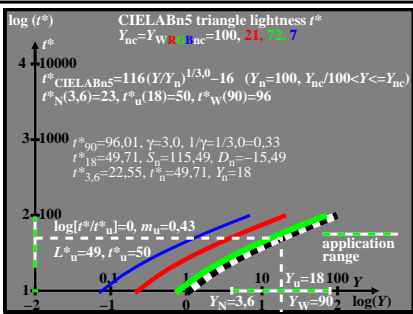 log (t*) CIELABn5 triangle lightness t*
t* Ync=YWRGBnc=100, 21, 72, 7
4 10000
t*CIELABn5=116(Y/Yn)1/3,0−16 (Yn=100, Ync/100<Y<=Ync)
t*N(3,6)=23, t*u(18)=50, t*W(90)=96
3 1000
t*90=96,01, γ=3,0, 1/γ=1/3,0=0,33
t*18=49,71, Sn=115,49, Dn=−15,49
t*3,6=22,55, t*n=49,71, Yn=18
2 100
log[t*/t*u]=0, mu=0,43
application
range
L*u=49, t*u=50
Yu=18
0,1 1 10 100 Y
1
YN=3,6 YW=90 log(Y)
−2 −1 0 1 2